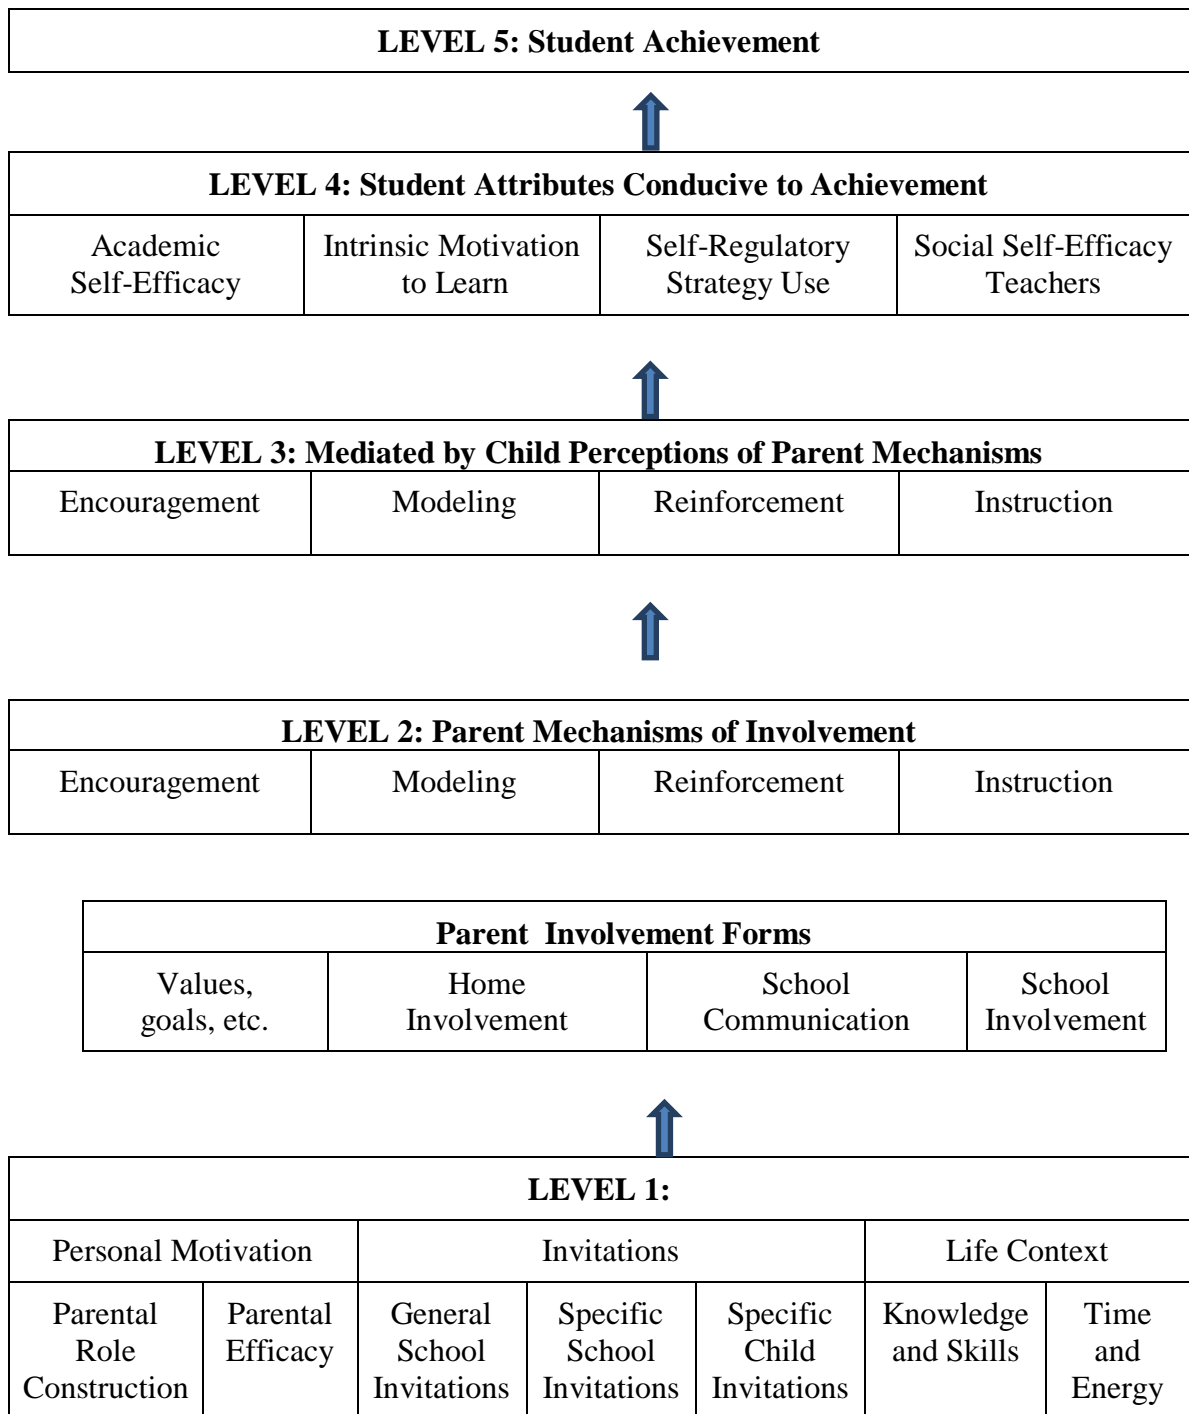 LEVEL 5: Student Achievement
LEVEL 4: Student Attributes Conducive to Achievement
Academic
Self-Efficacy
Intrinsic Motivation
to Learn
Self-Regulatory
Strategy Use
Social Self-Efficacy
Teachers
LEVEL 3: Mediated by Child Perceptions of Parent Mechanisms
Encouragement
Modeling
Reinforcement
Instruction
LEVEL 2: Parent Mechanisms of Involvement
Encouragement
Modeling
Reinforcement
Instruction
Parent Involvement Forms
Values,
goals, etc.
Home
Involvement
School
Communication
School
Involvement
LEVEL 1:
Personal Motivation
Invitations
Life Context
Parental
Role
Construction
Parental
Efficacy
General
School
Invitations
Specific
School
Invitations
Specific
Child
Invitations
Knowledge
and Skills
Time
and
Energy